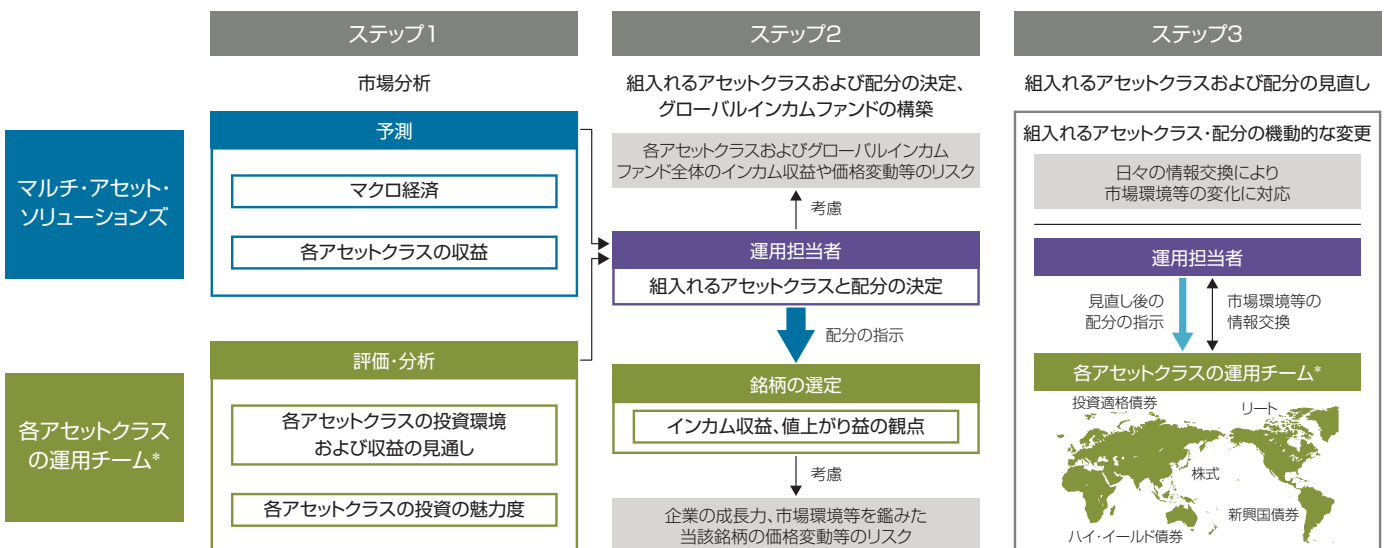 ステップ1
ステップ2
ステップ3
市場分析
組入れるアセットクラスおよび配分の決定、
グローバルインカムファンドの構築
組入れるアセットクラスおよび配分の見直し
マルチ・アセット・
ソリューションズ
予測
マクロ経済
各アセットクラスの収益
各アセットクラス
の運用チーム*
評価・分析
各アセットクラスの投資環境
および収益の見通し
各アセットクラスの投資の魅力度
各アセットクラスおよびグローバルインカム
ファンド全体のインカム収益や価格変動等のリスク
考慮
運用担当者
組入れるアセットクラスと配分の決定
配分の指示
銘柄の選定
インカム収益、値上がり益の観点
考慮
企業の成長力、市場環境等を鑑みた
当該銘柄の価格変動等のリスク
組入れるアセットクラス・配分の機動的な変更
日々の情報交換により
市場環境等の変化に対応
運用担当者
見直し後の
配分の指示
市場環境等の
情報交換
各アセットクラスの運用チーム*
投資適格債券
リート
株式
新興国債券
ハイ・イールド債券